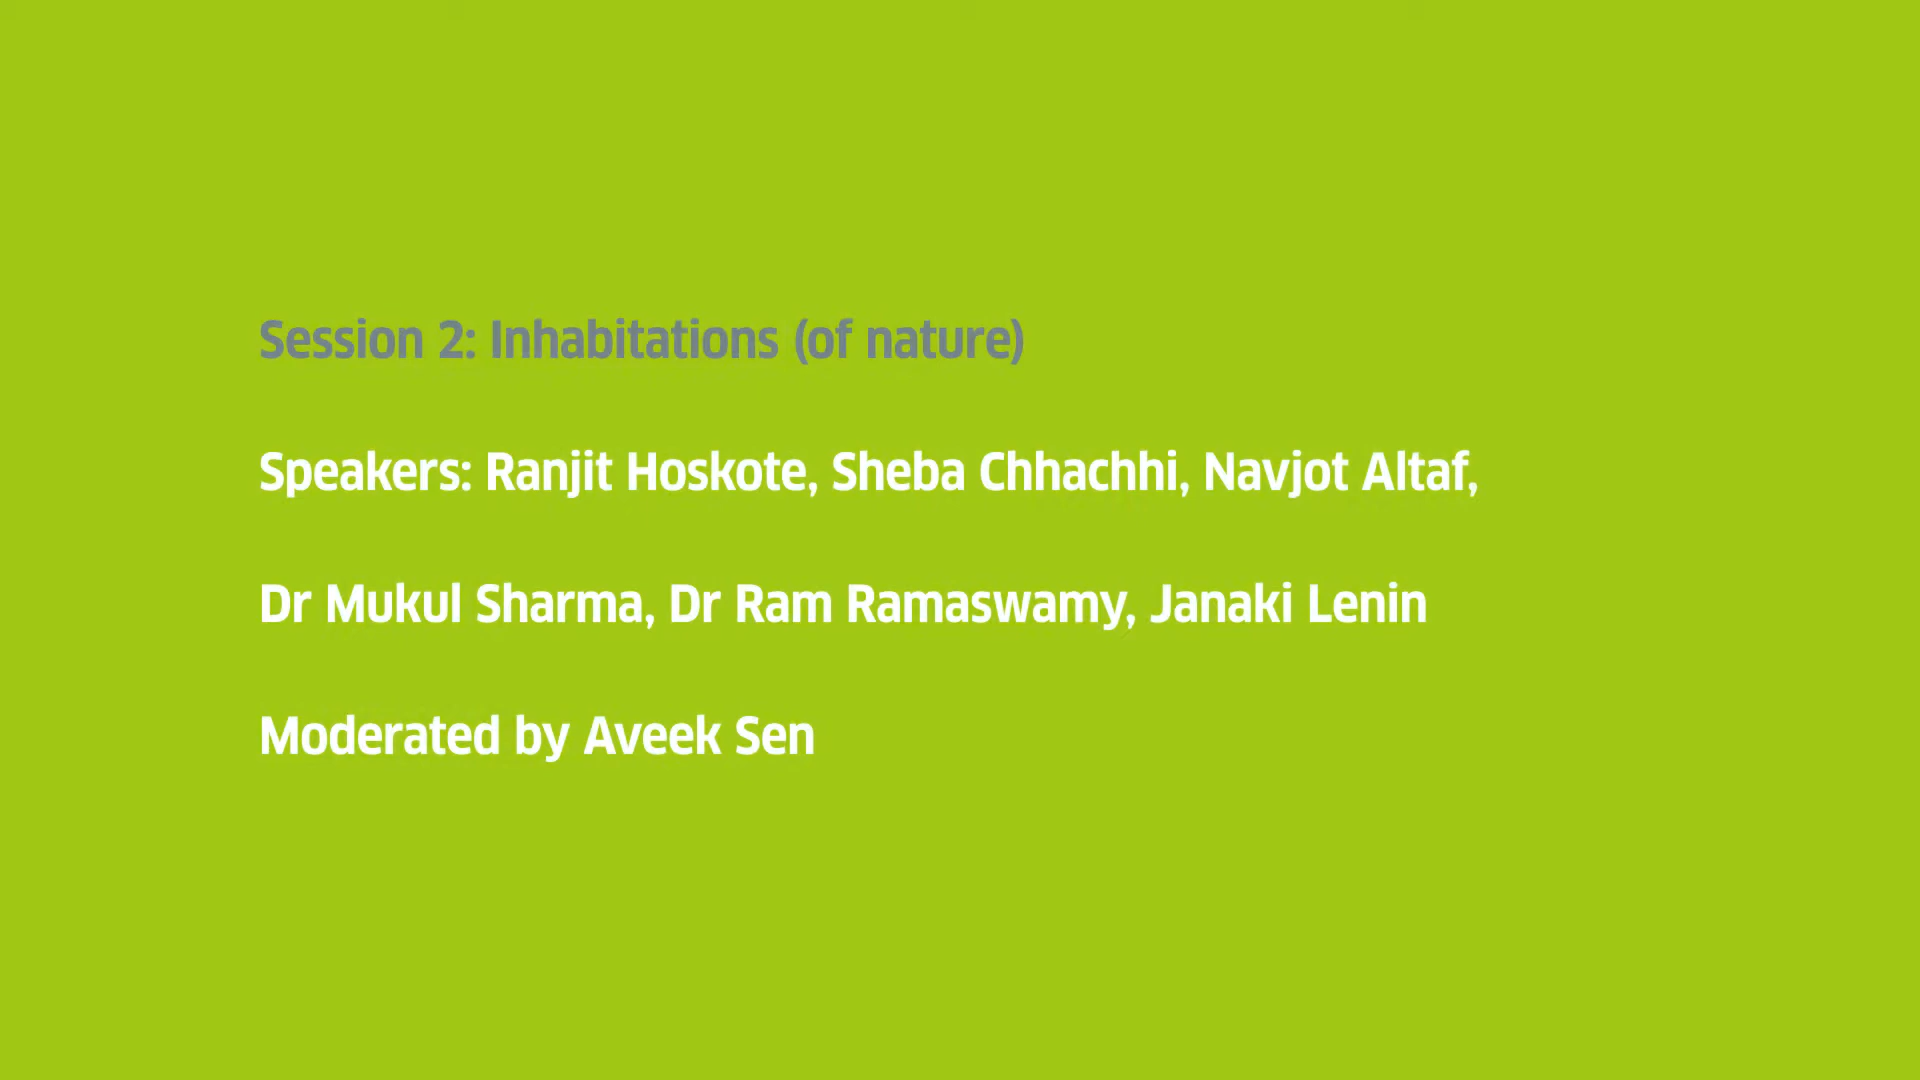 Session 2: Inhabitations (of nature)
Speakers: Ranjit Hoskote, Sheba Chhachhi, Navjot Altaf,
Dr Mukul Sharma, Dr Ram Ramaswamy, Janaki Lenin
Moderated by Aveek Sen